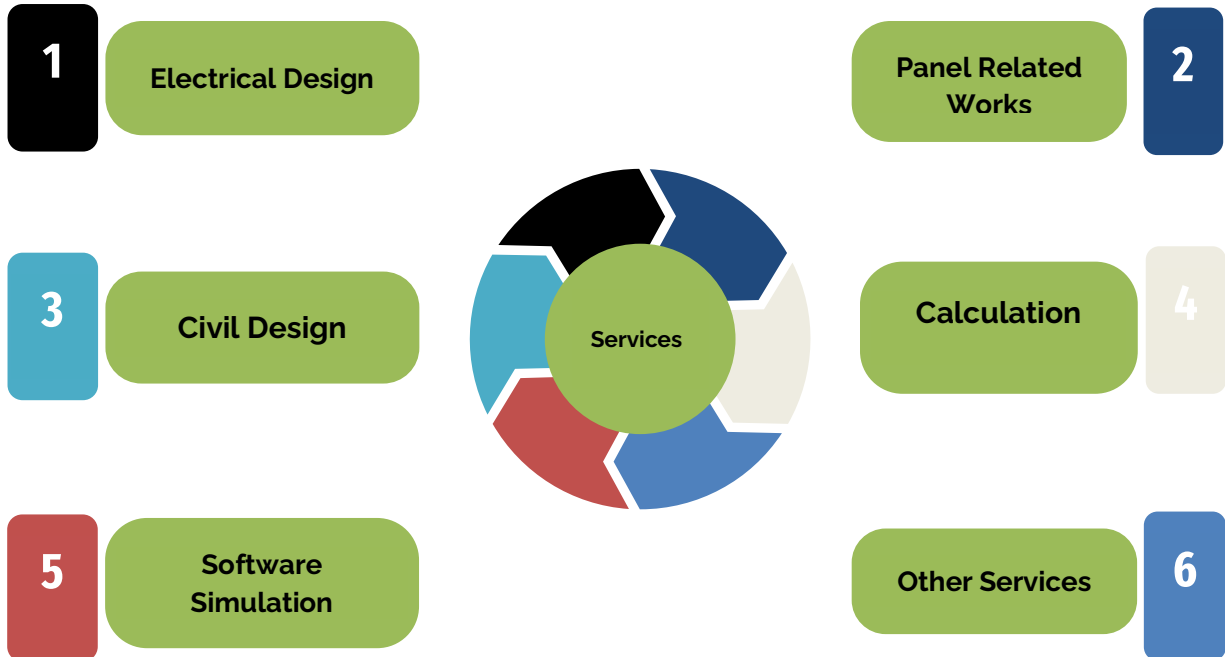 1
Electrical Design
Panel Related
Works
2
3
Civil Design
Services
Calculation
4
5
Software
Simulation
Other Services
6